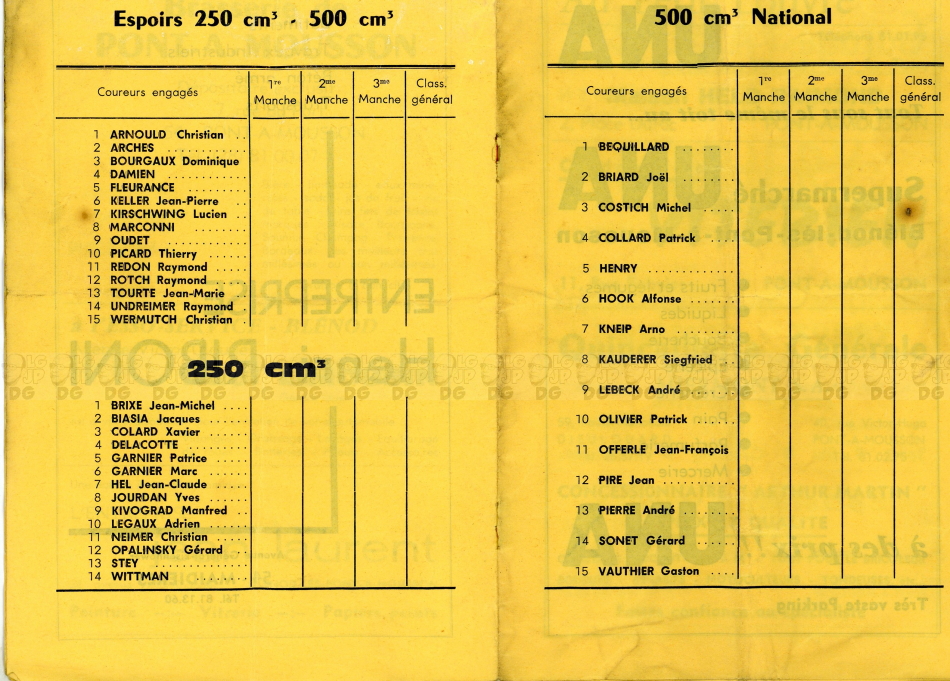 Espoirs 250 cm³ - 500 cm³
Coureurs engagés
1re Manche
2me Manche
3me Manche
Class. général
1 ARNOULD Christian ..
2 ARCHES ............
3 BOURGAUX Dominique
4 DAMIEN ............
5 FLEURANCE .........
6 KELLER Jean-Pierre ..
7 KIRSCHWING Lucien ..
8 MARCONNI ..........
9 OUDET ............
10 PICARD Thierry ......
11 REDON Raymond .....
12 ROTCH Raymond .....
13 TOURTE Jean-Marie ..
14 UNDREIMER Raymond
15 WERMUTCH Christian
250 cm³
1 BRIXE Jean-Michel ....
2 BIASIA Jacques .......
3 COLARD Xavier .......
4 DELACOTTE ..........
5 GARNIER Patrice ......
6 GARNIER Marc .......
7 HEL Jean-Claude ......
8 JOURDAN Yves .......
9 KIVOGRAD Manfred ..
10 LEGAUX Adrien ......
11 NEIMER Christian .....
12 OPALINSKY Gérard
13 STEY ...............
14 WITTMAN ...........
500 cm³ National
Coureurs engagés
1re Manche
2me Manche
3me Manche
Class. général
1 BEQUILLARD ........
2 BRIARD Joël ........
3 COSTICH Michel .....
4 COLLARD Patrick ....
5 HENRY .............
6 HOOK Alfonse .......
7 KNEIP Arno .........
8 KAUDERER Siegfried ...
9 LEBECK André .......
10 OLIVIER Patrick ......
11 OFFERLE Jean-François
12 PIRE Jean ...........
13 PIERRE André .......
14 SONET Gérard ......
15 VAUTHIER Gaston ....